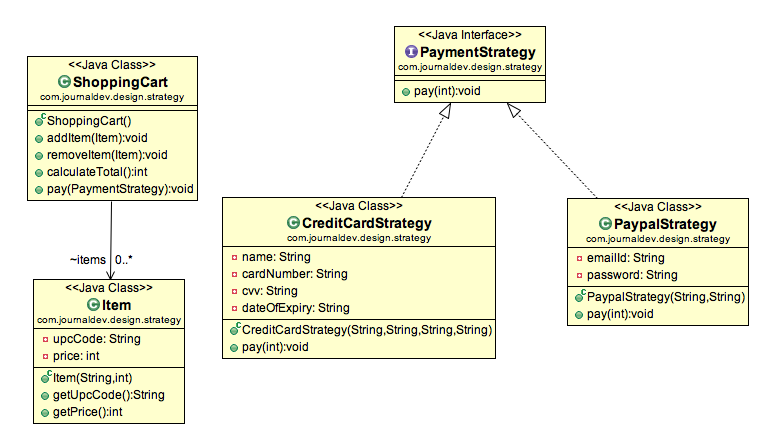 <<Java Class>>
ShoppingCart
com.journaldev.design.strategy
ShoppingCart()
addItem(Item):void
removeItem(Item):void
calculateTotal():int
pay(PaymentStrategy):void
~items 0..*
<<Java Class>>
Item
com.journaldev.design.strategy
upcCode: String
price: int
Item(String,int)
getUpcCode():String
getPrice():int
<<Java Interface>>
PaymentStrategy
com.journaldev.design.strategy
pay(int):void
<<Java Class>>
CreditCardStrategy
com.journaldev.design.strategy
name: String
cardNumber: String
cvv: String
dateOfExpiry: String
CreditCardStrategy(String,String,String,String)
pay(int):void
<<Java Class>>
PaypalStrategy
com.journaldev.design.strategy
emailId: String
password: String
PaypalStrategy(String,String)
pay(int):void